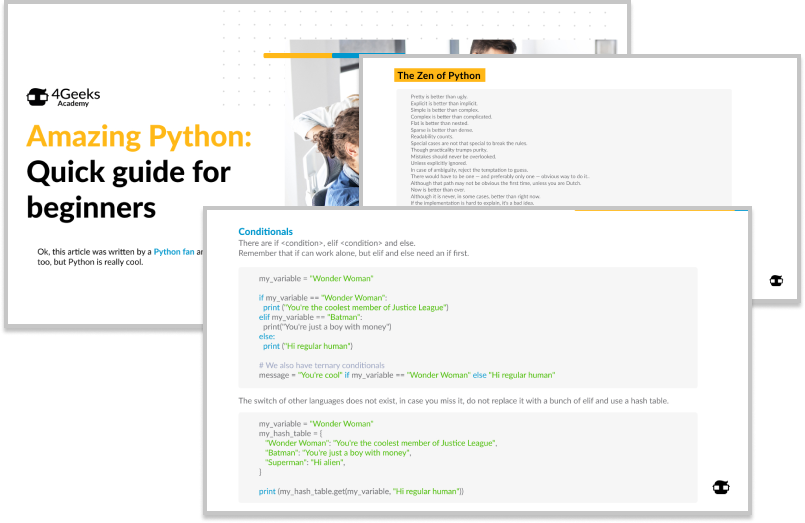 4Geeks
Academy
Amazing Python:
Quick guide for
beginners
Ok, this article was written by a Python fan
too, but Python is really cool.
The Zen of Python
Pretty is better than ugly.
Explicit is better than implicit.
Simple is better than complex.
Complex is better than complicated.
Flat is better than nested.
Sparse is better than dense.
Readability counts.
Special cases are not that special to break the rules.
Though practicality tramps purity.
Mistakes should never be overlooked.
Unless explicitly ignored.
In case of ambiguity, reject the temptation to guess.
There would have to be one — and preferably only one — obvious way to do it.
Although that path may not be obvious the first time, unless you are Dutch.
Now is better than ever.
Although it is never, in some cases, better than right now.
If the implementation is hard to explain, it's a bad idea.
Conditionals
There are if <condition>, elif <condition> and else.
Remember that if can work alone, but elif and else need an if first.
my_variable = "Wonder Woman"
if my_variable == "Wonder Woman":
print ("You're the coolest member of Justice League")
elif my_variable == "Batman":
print("You're just a boy with money")
else:
print ("Hi regular human")
# We also have ternary conditionals
message = "You're cool" if my_variable == "Wonder Woman" else "Hi regular human"
The switch of other languages does not exist, in case you miss it, do not replace it with a bunch of elif and use a hash table.
my_variable = "Wonder Woman"
my_hash_table = {
"Wonder Woman": "You're the coolest member of Justice League",
"Batman": "You're just a boy with money",
"Superman": "Hi alien",
}
print (my_hash_table.get(my_variable, "Hi regular human"))